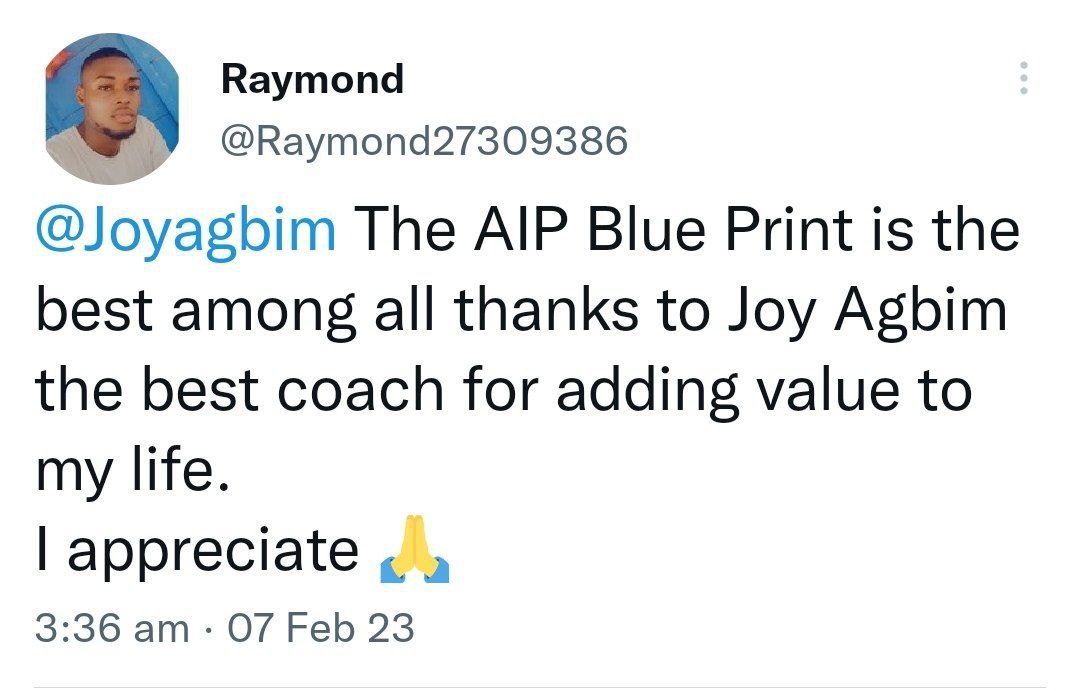 Raymond
@Raymond27309386
@Joyagbim The AIP Blue Print is the
best among all thanks to Joy Agbim
the best coach for adding value to
my life.
I appreciate 🙏
3:36 am · 07 Feb 23